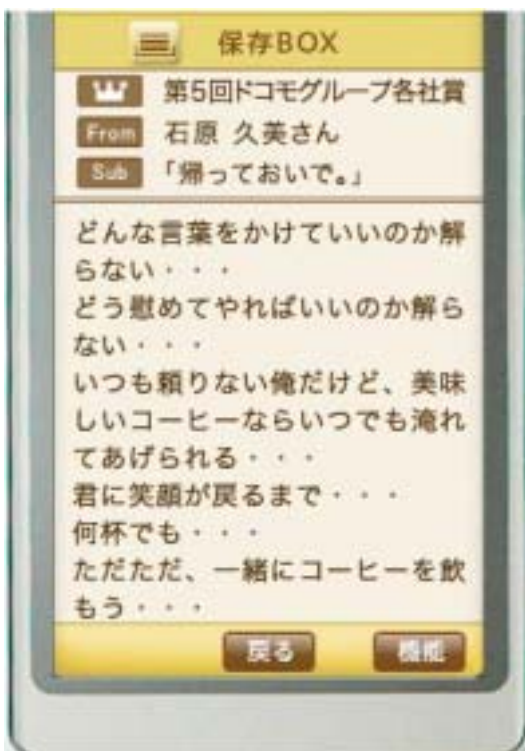 保存BOX
第5回ドコモグループ各社賞
From 石原 久美さん
Sub 「帰っておいで。」
どんな言葉をかけていいのか解
らない・・・
どう慰めてやればいいのか解ら
ない・・・
いつも頼りない俺だけど、美味
しいコーヒーならいつでも淹れ
てあげられる・・・
君に笑顔が戻るまで・・・
何杯でも・・・
ただただ、一緒にコーヒーを飲
もう・・・
戻る 機能